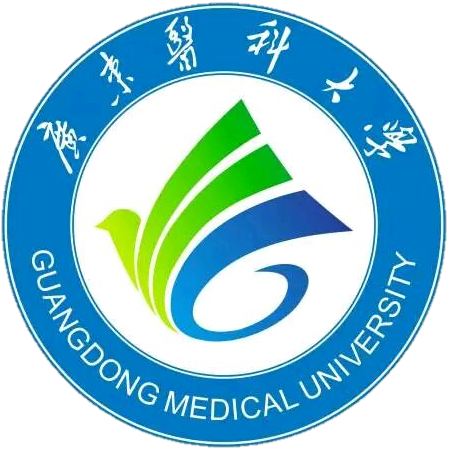 廣東醫科大學
GUANGDONG MEDICAL UNIVERSITY